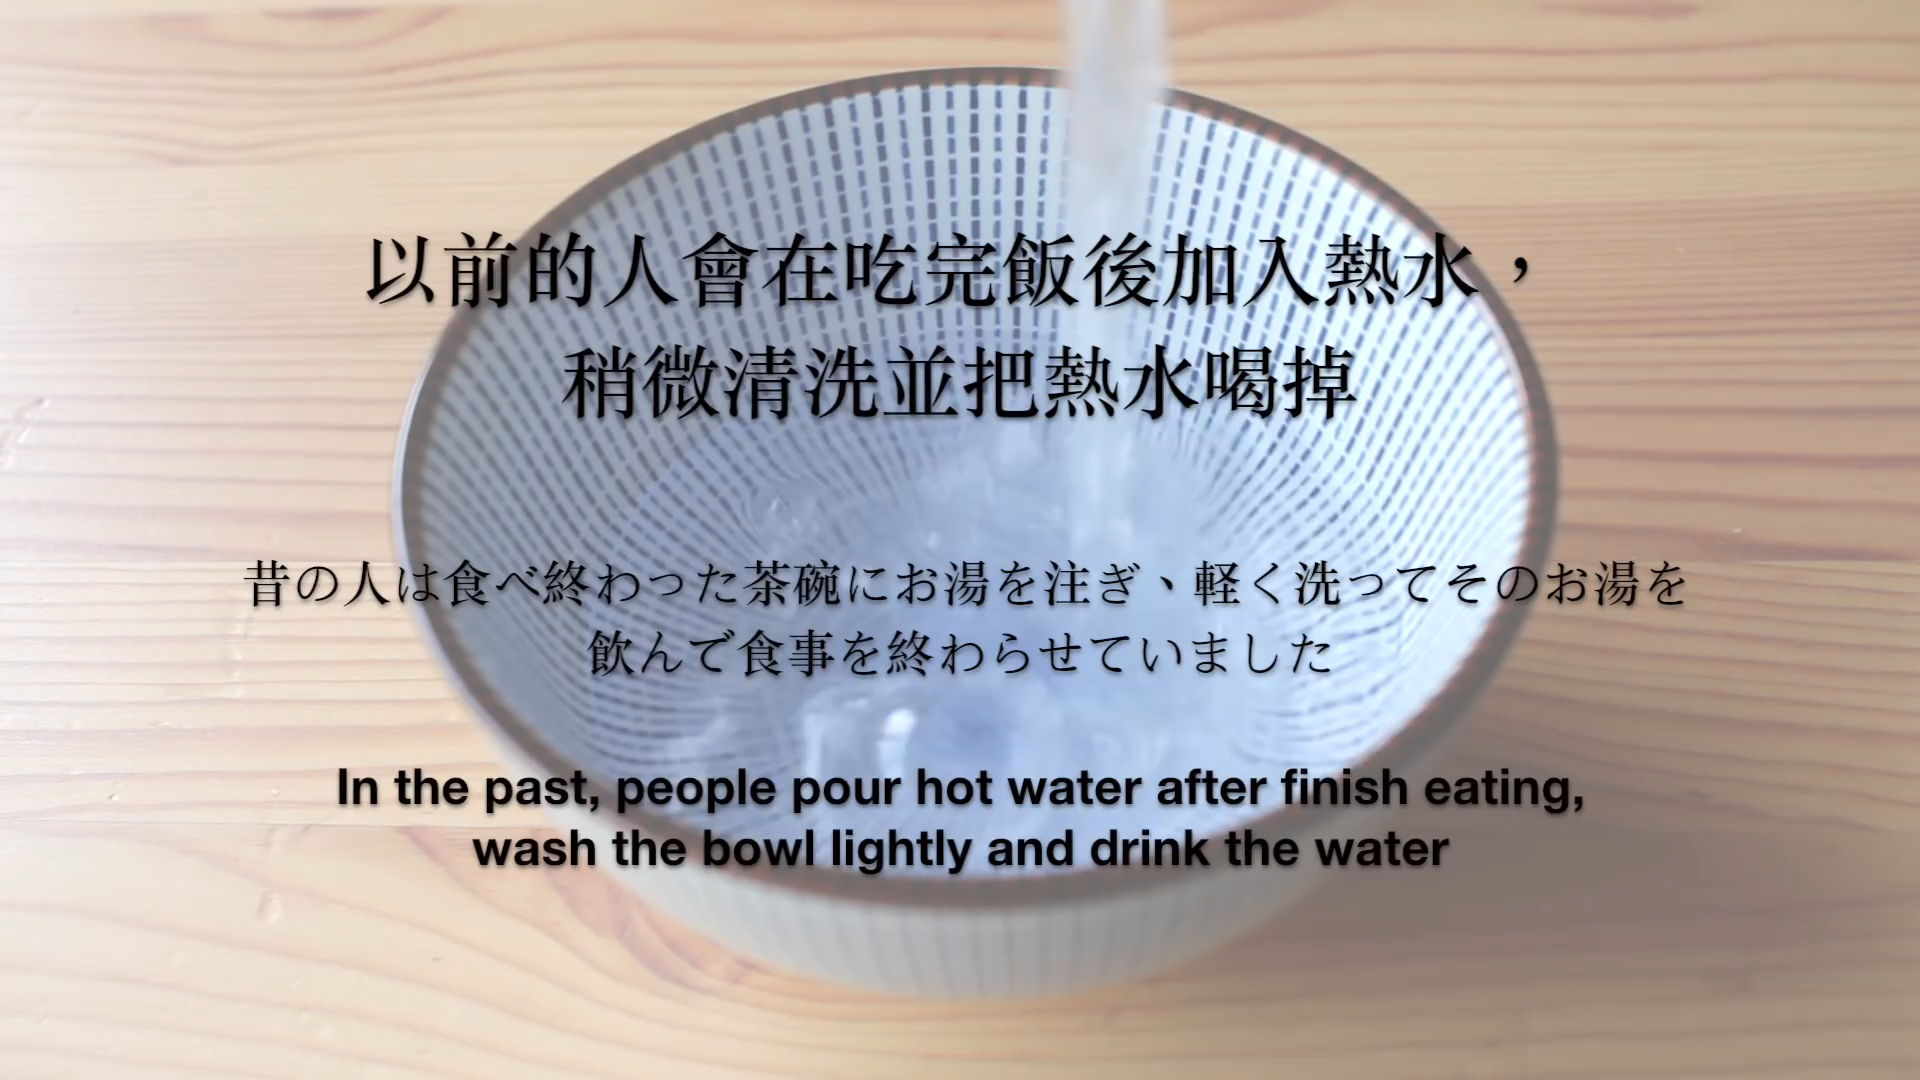 以前的人會在吃完飯後加入熱水，
稍微清洗並把熱水喝掉
昔の人は食べ終わった茶碗にお湯を注ぎ、軽く洗ってそのお湯を
飲んで食事を終わらせていました
In the past, people pour hot water after finish eating,
wash the bowl lightly and drink the water